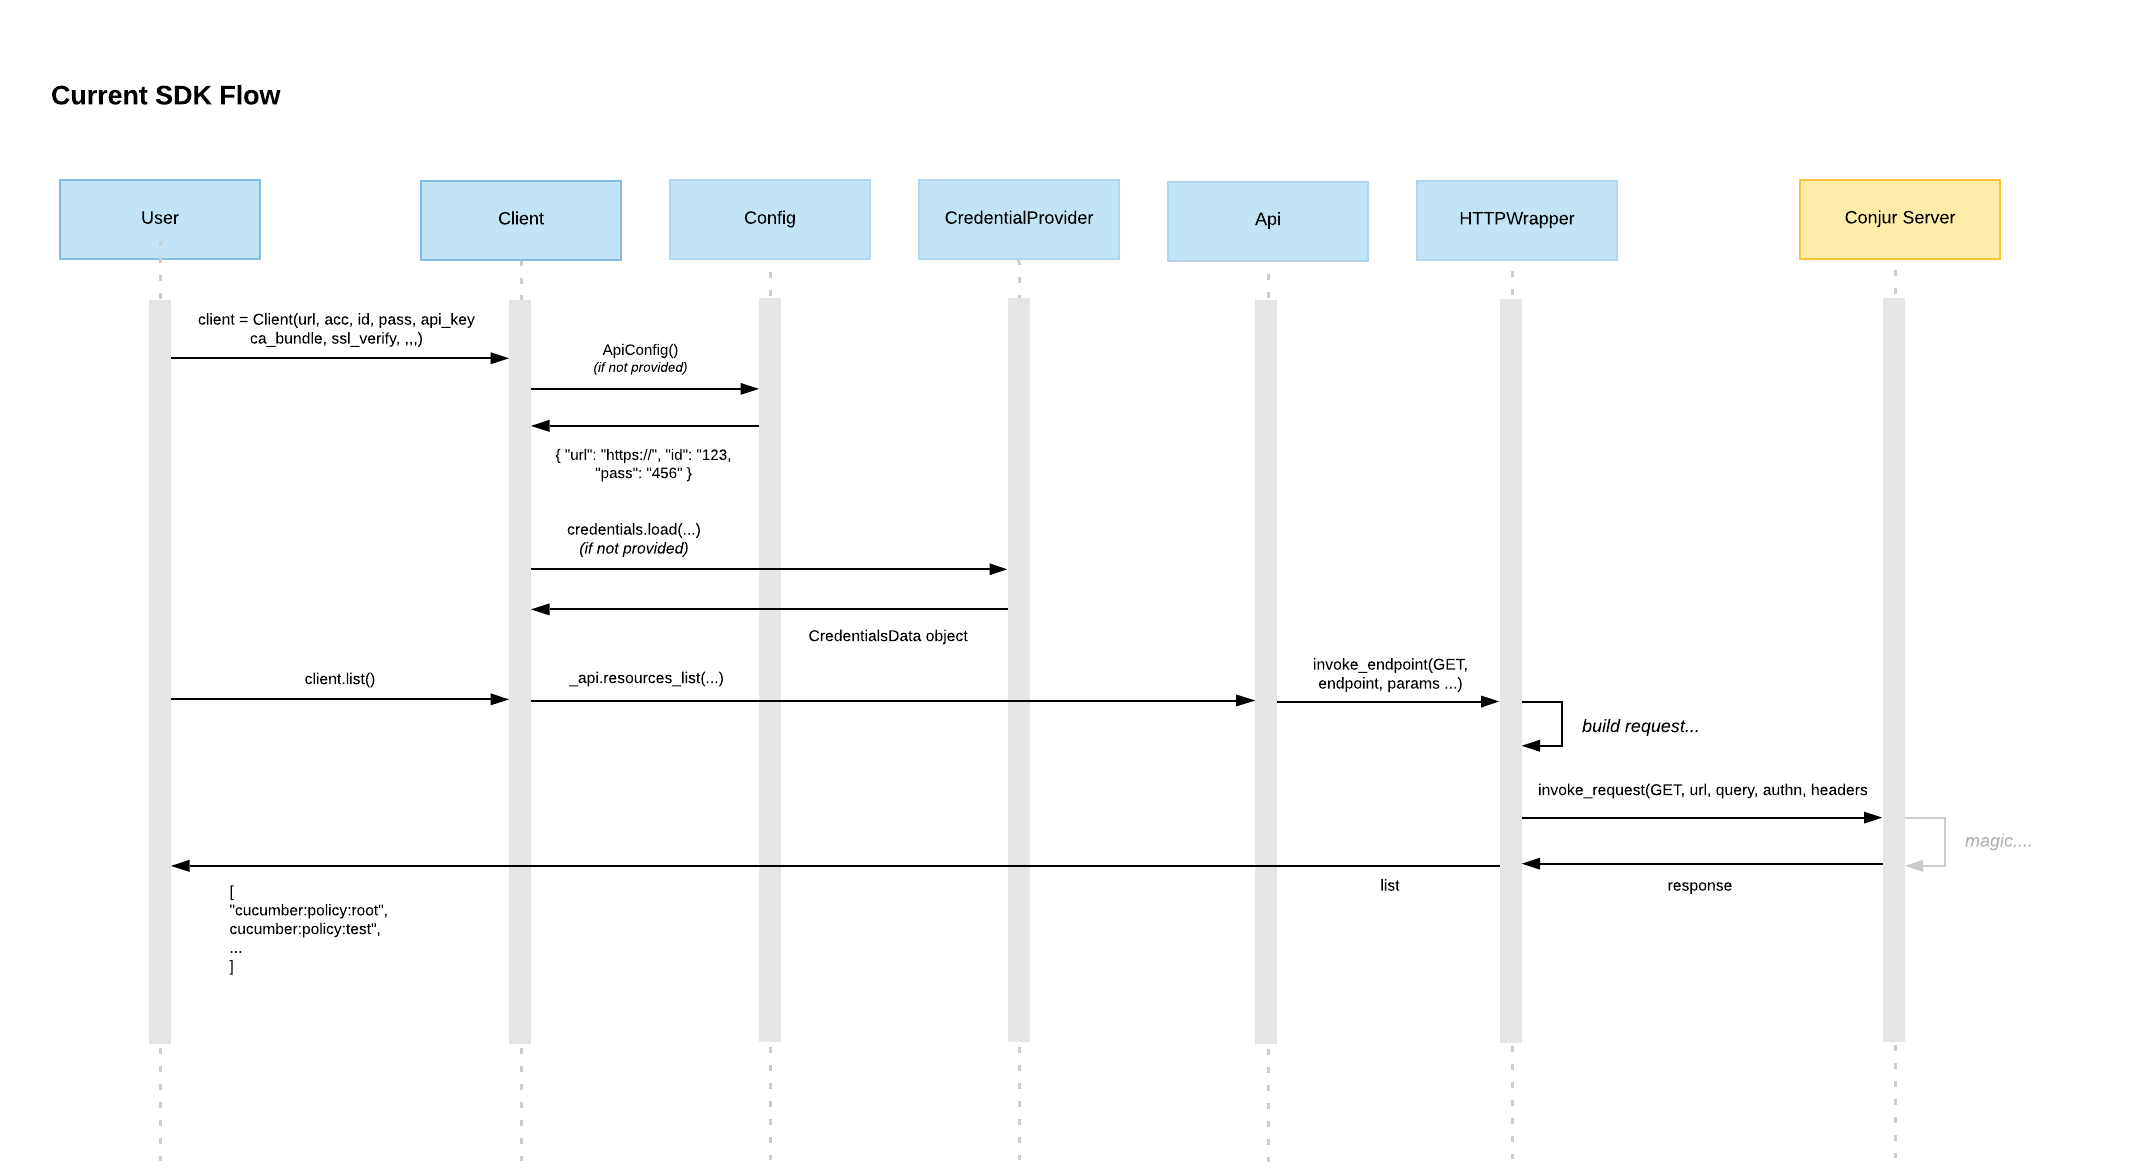 Current SDK Flow
User
Client
Config
CredentialProvider
Api
HTTPWrapper
Conjur Server
client = Client(url, acc, id, pass, api_key
ca_bundle, ssl_verify, ,,,)
ApiConfig()
(if not provided)
{ "url": "https://", "id": "123,
"pass": "456" }
credentials.load(...)
(if not provided)
CredentialsData object
client.list()
_api.resources_list(...)
invoke_endpoint(GET,
endpoint, params ...)
build request...
invoke_request(GET, url, query, authn, headers
magic....
response
list
[
"cucumber:policy:root",
cucumber:policy:test",
...
]